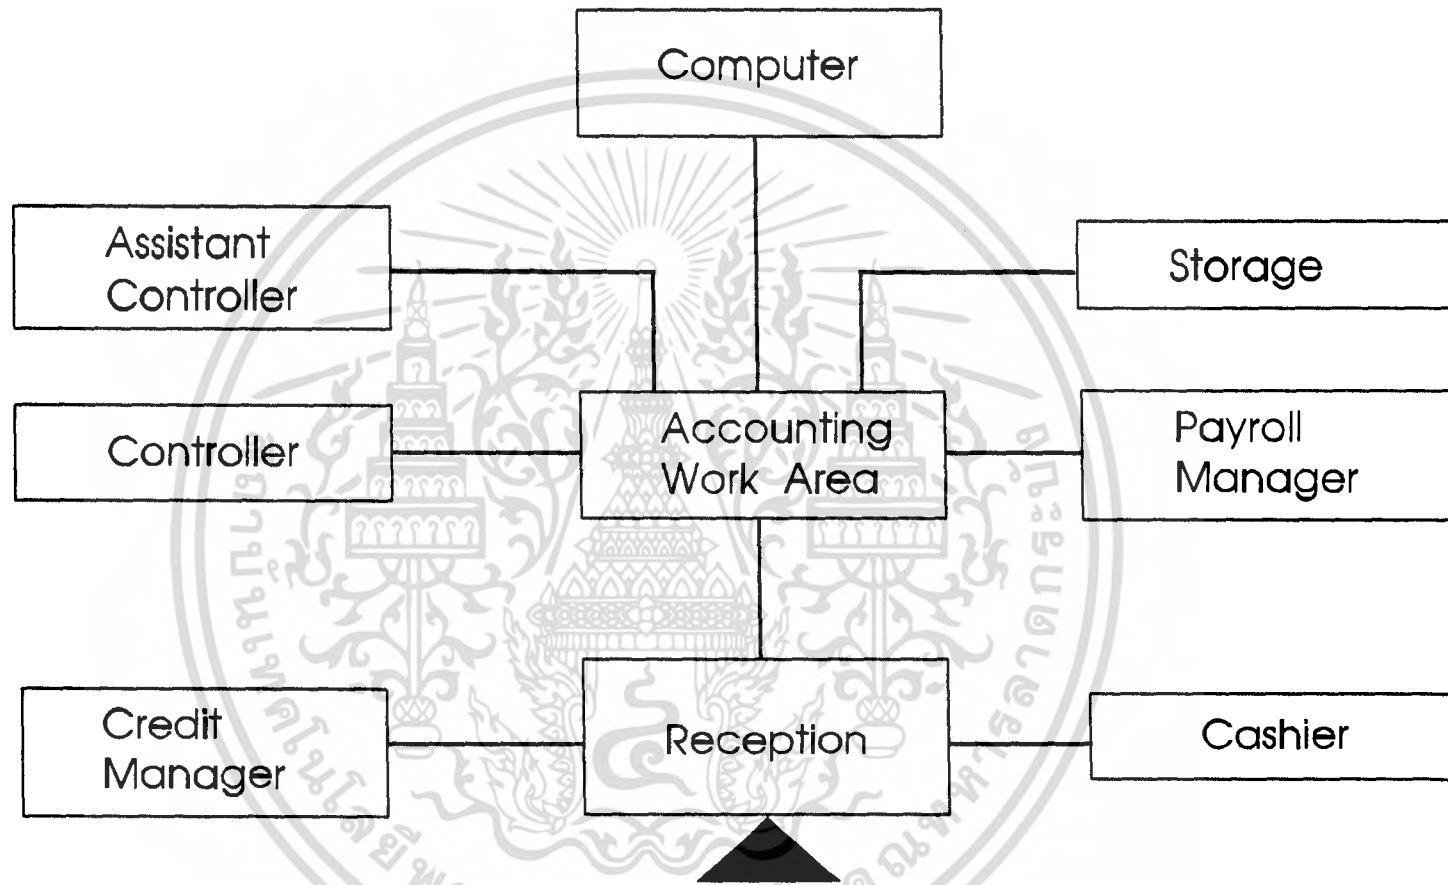 Computer
Assistant
Controller
Storage
Controller
Accounting
Work Area
Payroll
Manager
Credit
Manager
Reception
Cashier